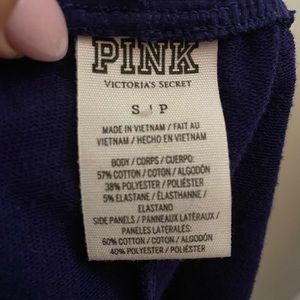 PINK
VICTORIA'S SECRET
S / P
MADE IN VIETNAM / FAIT AU
VIETNAM / HECHO EN VIETNAM
BODY / CORPS / CUERPO:
57% COTTON / COTON / ALGODÓN
38% POLYESTER / POLIÉSTER
5% ELASTANE / ÉLASTHANNE /
ELASTANO
SIDE PANELS / PANNEAUX LATÉRAUX /
PANELES LATERALES:
60% COTTON / COTON / ALGODÓN
40% POLYESTER / POLIÉSTER